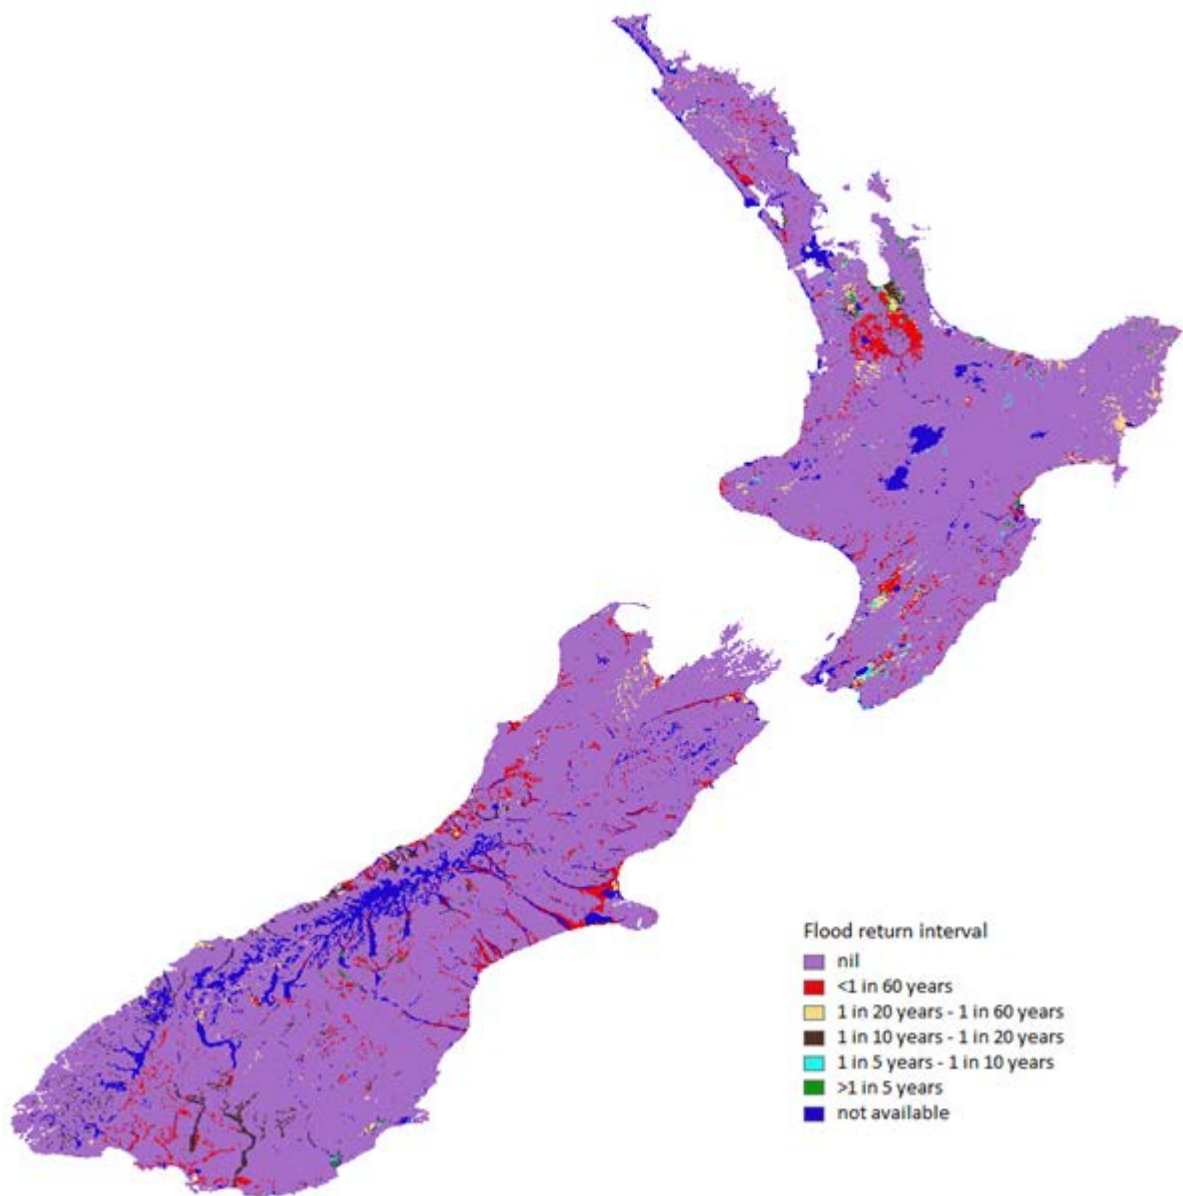 Flood return interval
nil
<1 in 60 years
1 in 20 years - 1 in 60 years
1 in 10 years - 1 in 20 years
1 in 5 years - 1 in 10 years
>1 in 5 years
not available